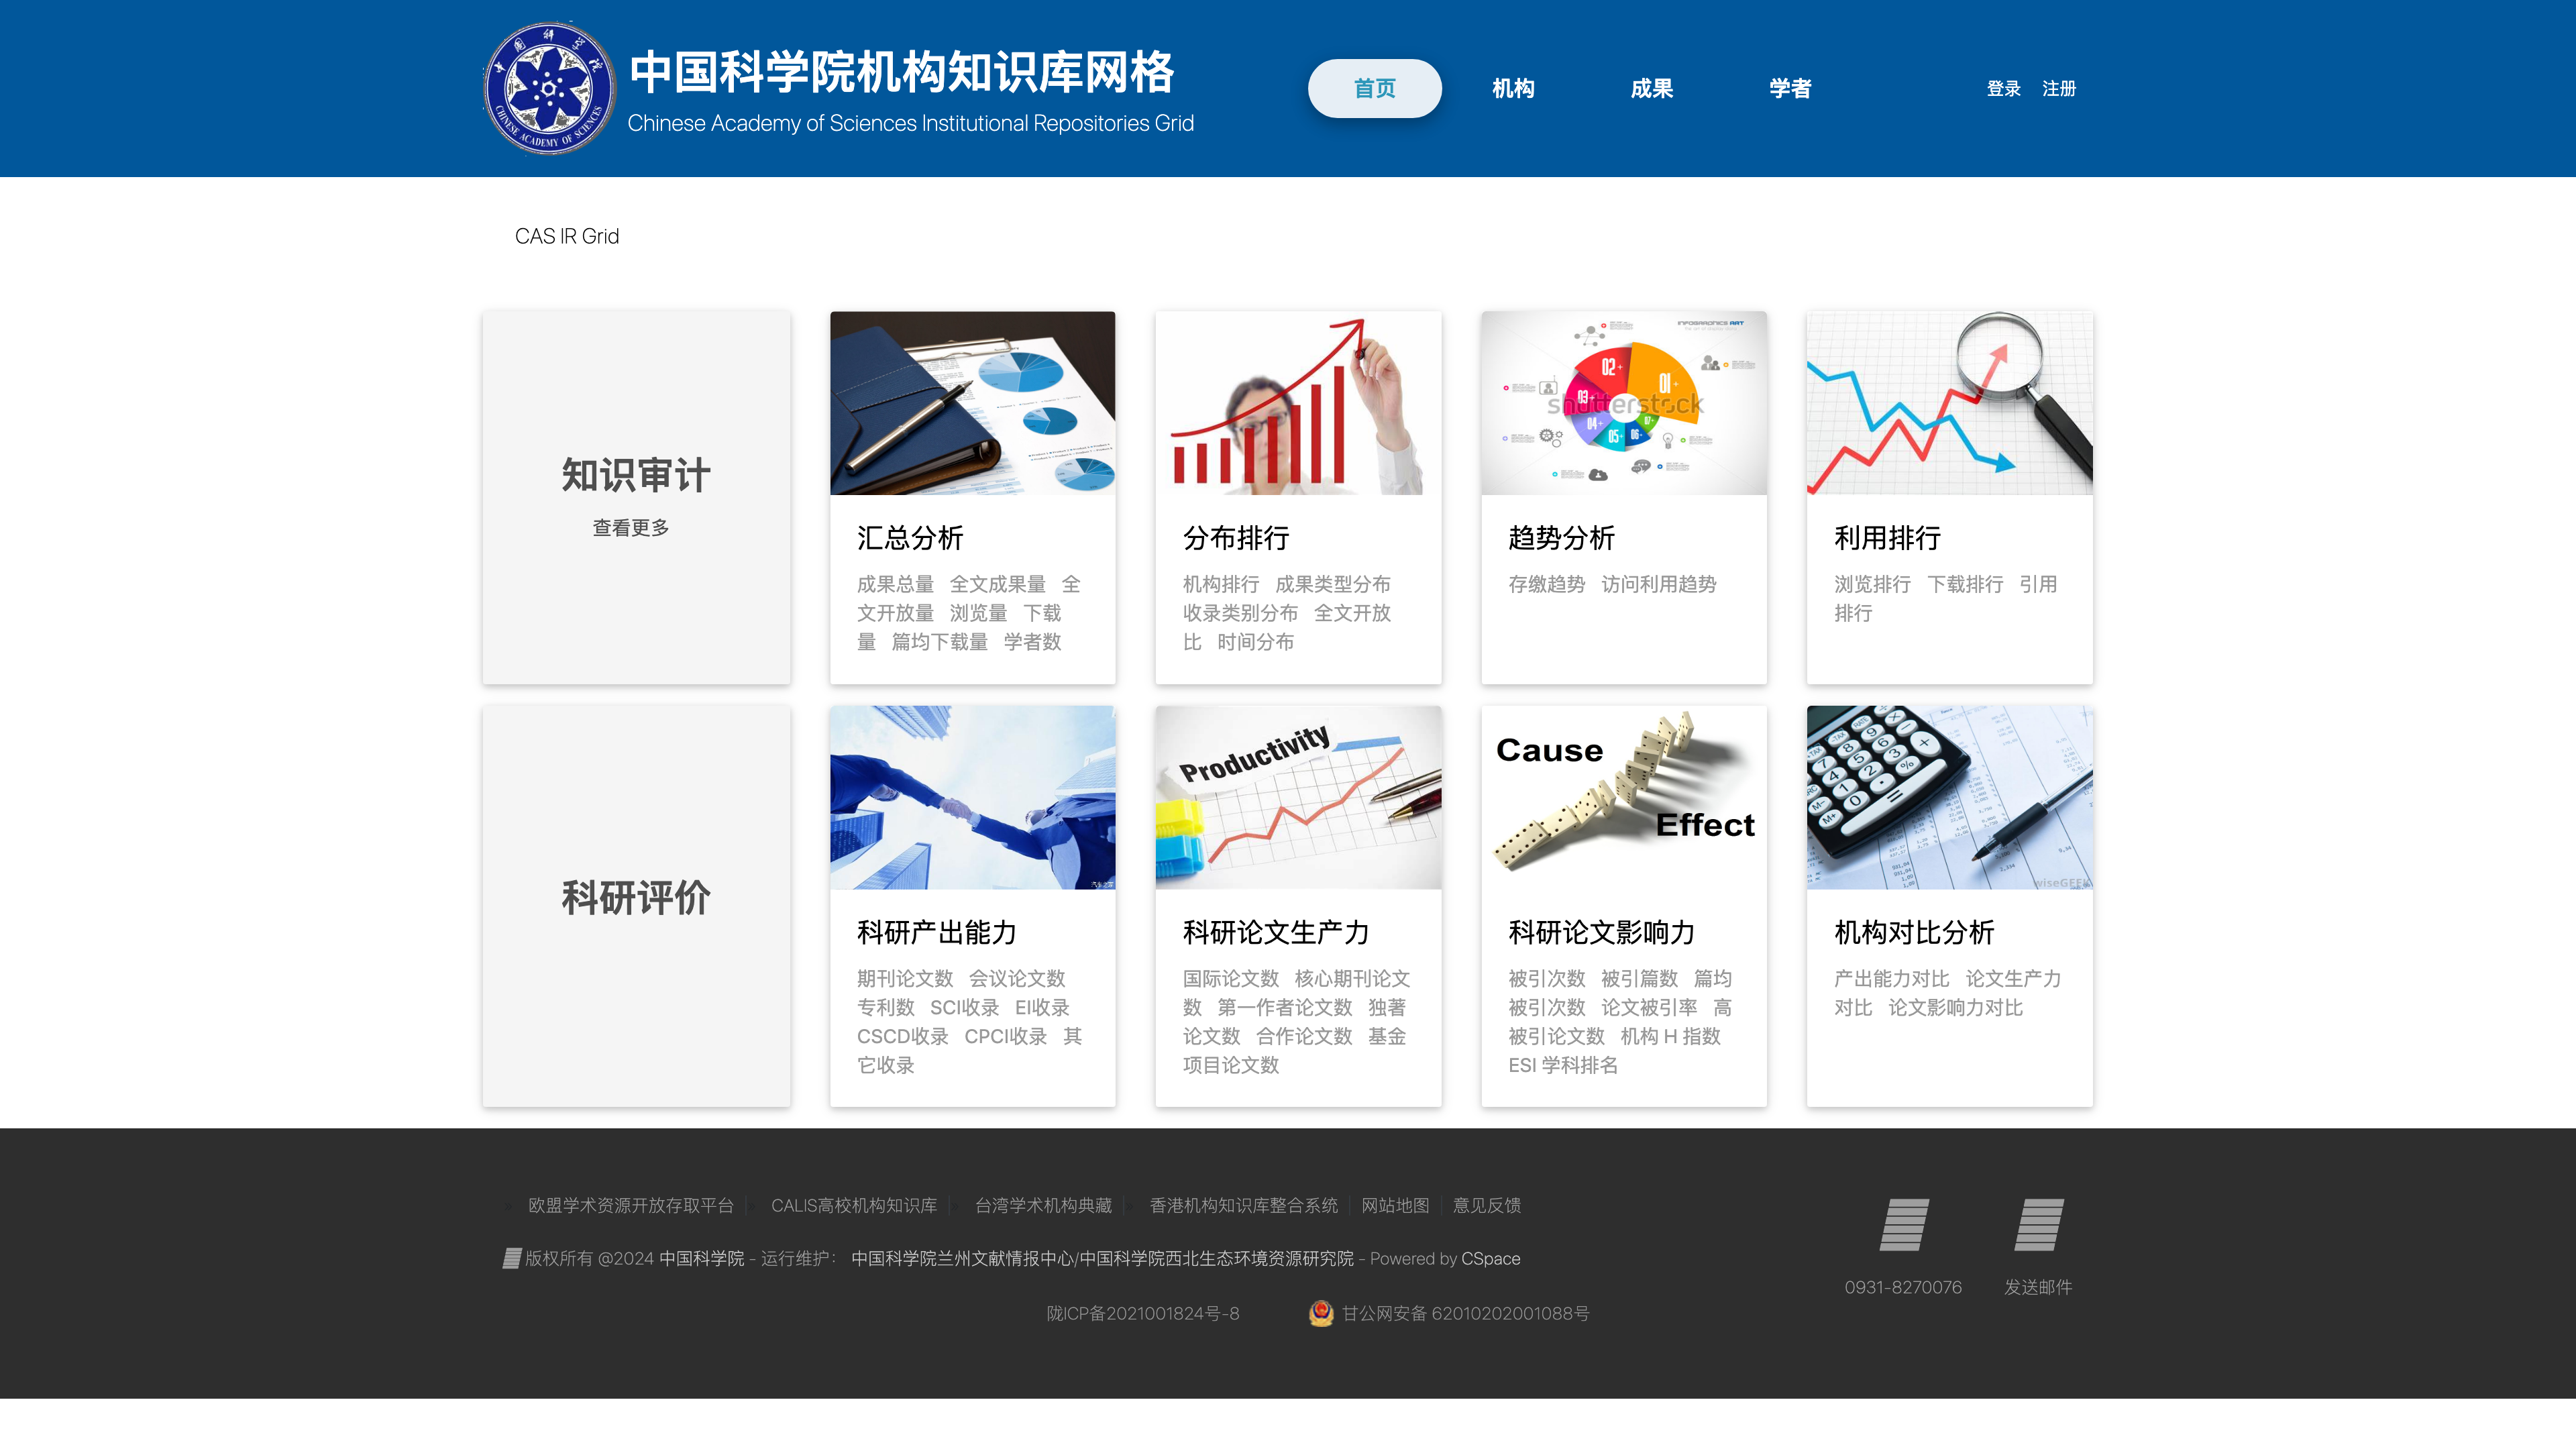 中国科学院
CHINESE ACADEMY OF SCIENCES
中国科学院机构知识库网格
Chinese Academy of Sciences Institutional Repositories Grid
首页 机构 成果 学者 登录 注册
CAS IR Grid
知识审计
查看更多
汇总分析
成果总量 全文成果量 全
文开放量 浏览量 下载
量 篇均下载量 学者数
分布排行
机构排行 成果类型分布
收录类别分布 全文开放
比 时间分布
INFOGRAPHICS ART
01+
02+
03+
04+
05+
06+
07+
shutterstock
趋势分析
存缴趋势 访问利用趋势
利用排行
浏览排行 下载排行 引用
排行
科研评价
科研产出能力
期刊论文数 会议论文数
专利数 SCI收录 EI收录
CSCD收录 CPCI收录 其
它收录
Productivity
科研论文生产力
国际论文数 核心期刊论文
数 第一作者论文数 独著
论文数 合作论文数 基金
项目论文数
Cause
Effect
科研论文影响力
被引次数 被引篇数 篇均
被引次数 论文被引率 高
被引论文数 机构 H 指数
ESI 学科排名
wiseGEEK
机构对比分析
产出能力对比 论文生产力
对比 论文影响力对比
欧盟学术资源开放存取平台 CALIS高校机构知识库 台湾学术机构典藏 香港机构知识库整合系统 网站地图 意见反馈
版权所有 @2024 中国科学院 - 运行维护： 中国科学院兰州文献情报中心/中国科学院西北生态环境资源研究院 - Powered by CSpace
陇ICP备2021001824号-8 甘公网安备 62010202001088号
0931-8270076 发送邮件